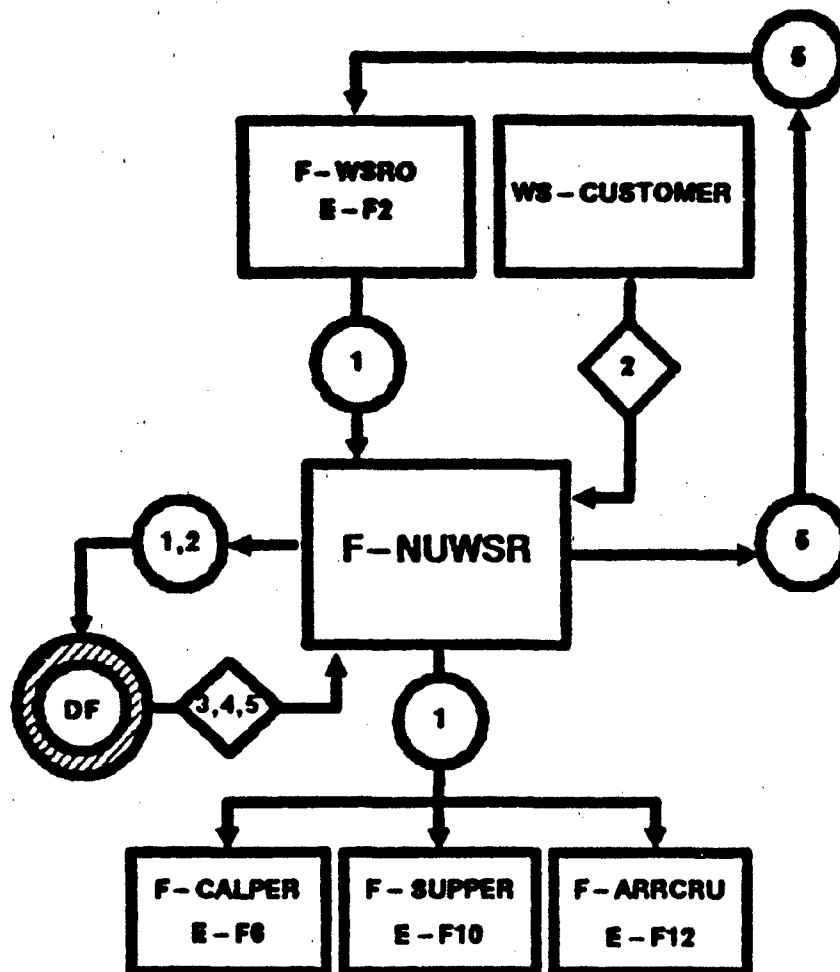 5
F-WSRO
E-F2
WS-CUSTOMER
1
2
F-NUWSR
1,2
5
DF
3,4,5
1
F-CALPER
E-F6
F-SUPPER
E-F10
F-ARRCRU
E-F12